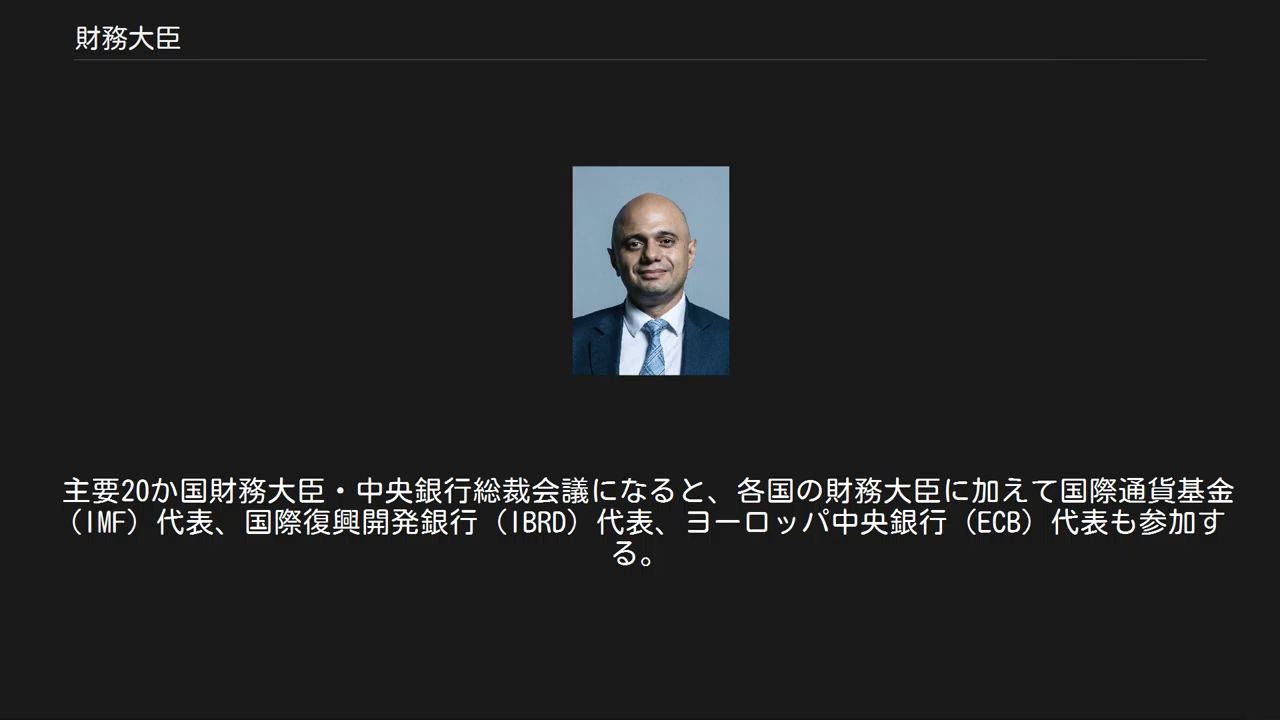 財務大臣
主要20か国財務大臣・中央銀行総裁会議になると、各国の財務大臣に加えて国際通貨基金
（IMF）代表、国際復興開発銀行（IBRD）代表、ヨーロッパ中央銀行（ECB）代表も参加す
る。